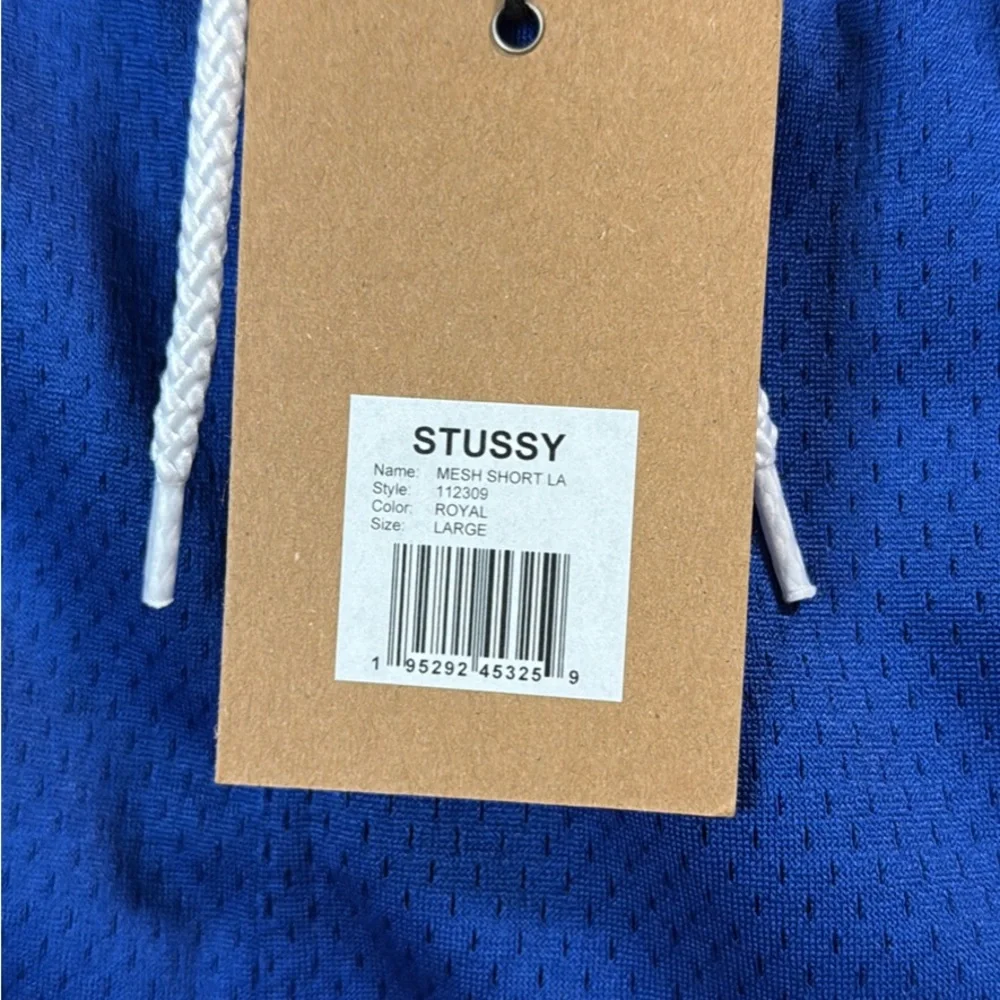 STUSSY
Name: MESH SHORT LA
Style: 112309
Color: ROYAL
Size: LARGE
1 95292 45325 9